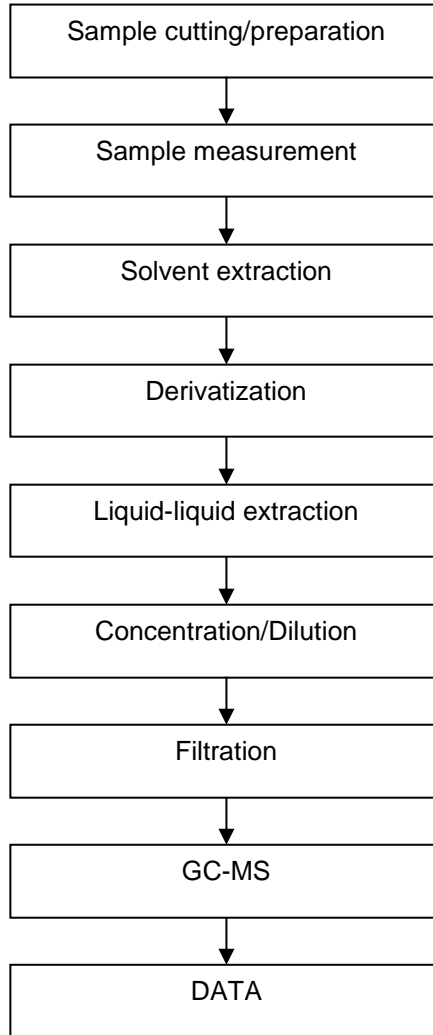 Sample cutting/preparation
Sample measurement
Solvent extraction
Derivatization
Liquid-liquid extraction
Concentration/Dilution
Filtration
GC-MS
DATA